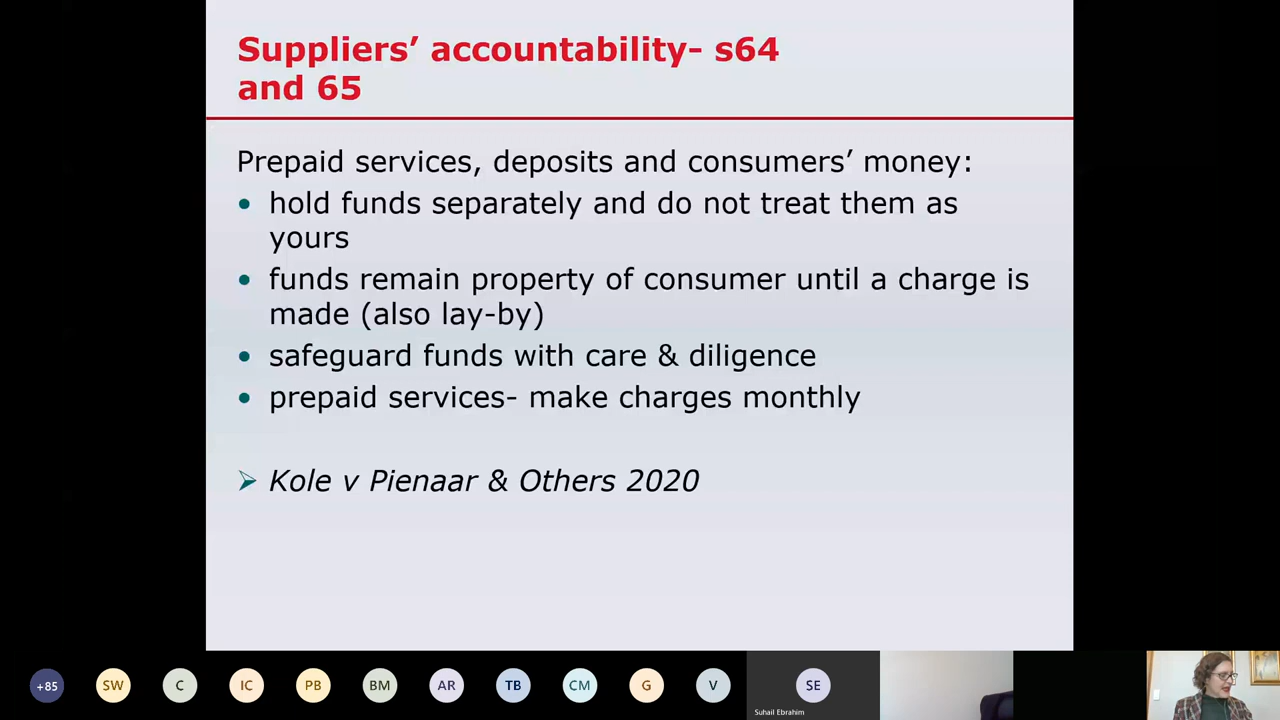 Suppliers’ accountability- s64
and 65
Prepaid services, deposits and consumers’ money:
• hold funds separately and do not treat them as
yours
• funds remain property of consumer until a charge is
made (also lay-by)
• safeguard funds with care & diligence
• prepaid services- make charges monthly
➢ Kole v Pienaar & Others 2020
+85 SW C IC PB BM AR TB CM G V SE
Suhail Ebrahim